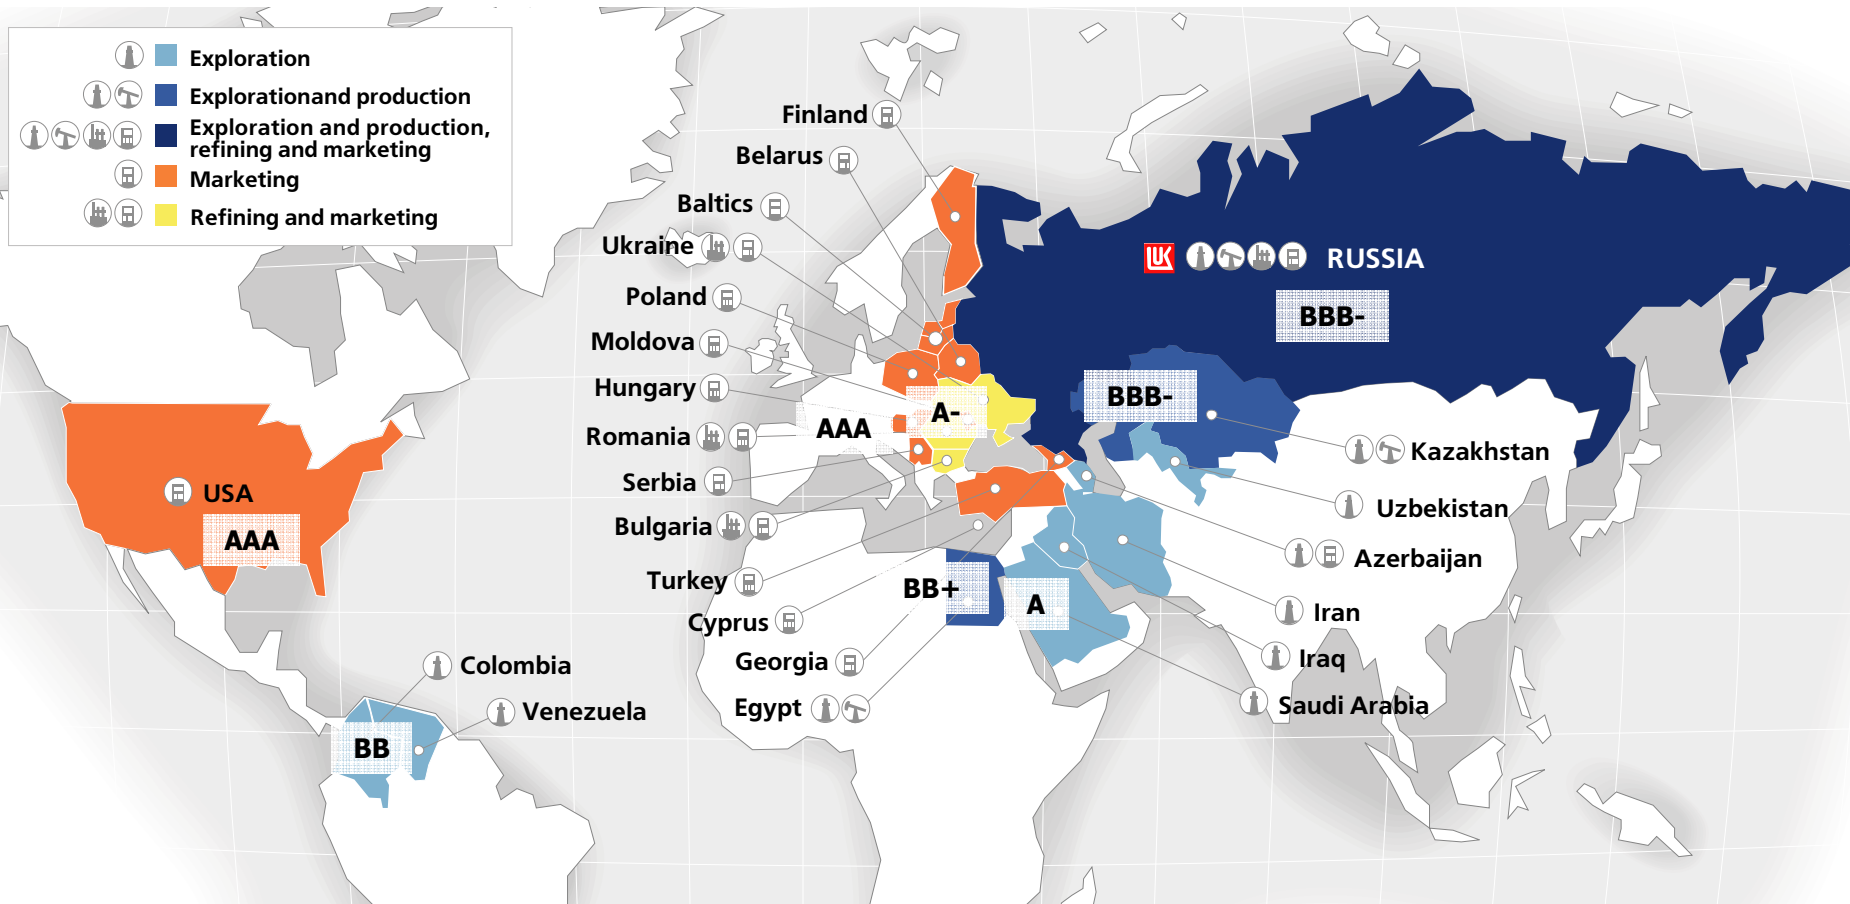 Exploration
Explorationand production
Exploration and production,
refining and marketing
Marketing
Refining and marketing
Finland
Belarus
Baltics
Ukraine
Poland
Moldova
Hungary
Romania
Serbia
Bulgaria
Turkey
Cyprus
Georgia
Egypt
LUK RUSSIA
BBB-
BBB-
A-
AAA
Kazakhstan
Uzbekistan
Azerbaijan
Iran
Iraq
Saudi Arabia
USA
AAA
BB+
A
Colombia
Venezuela
BB